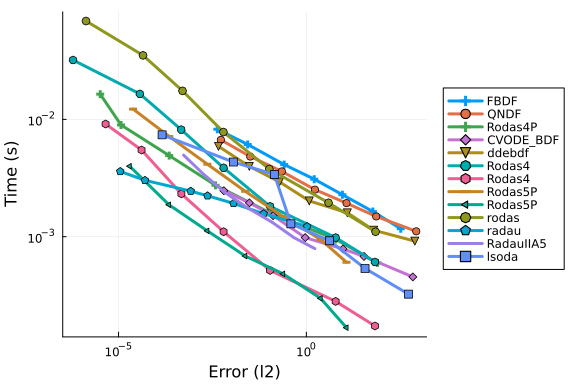 Time (s)
10⁻²
10⁻³
10⁻⁵
10⁰
Error (l2)
FBDF
QNDF
Rodas4P
CVODE_BDF
ddebdf
Rodas4
Rodas4
Rodas5P
Rodas5P
rodas
radau
RadauIIA5
lsoda